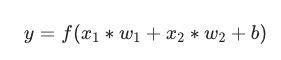 y = f(x₁ * w₁ + x₂ * w₂ + b)